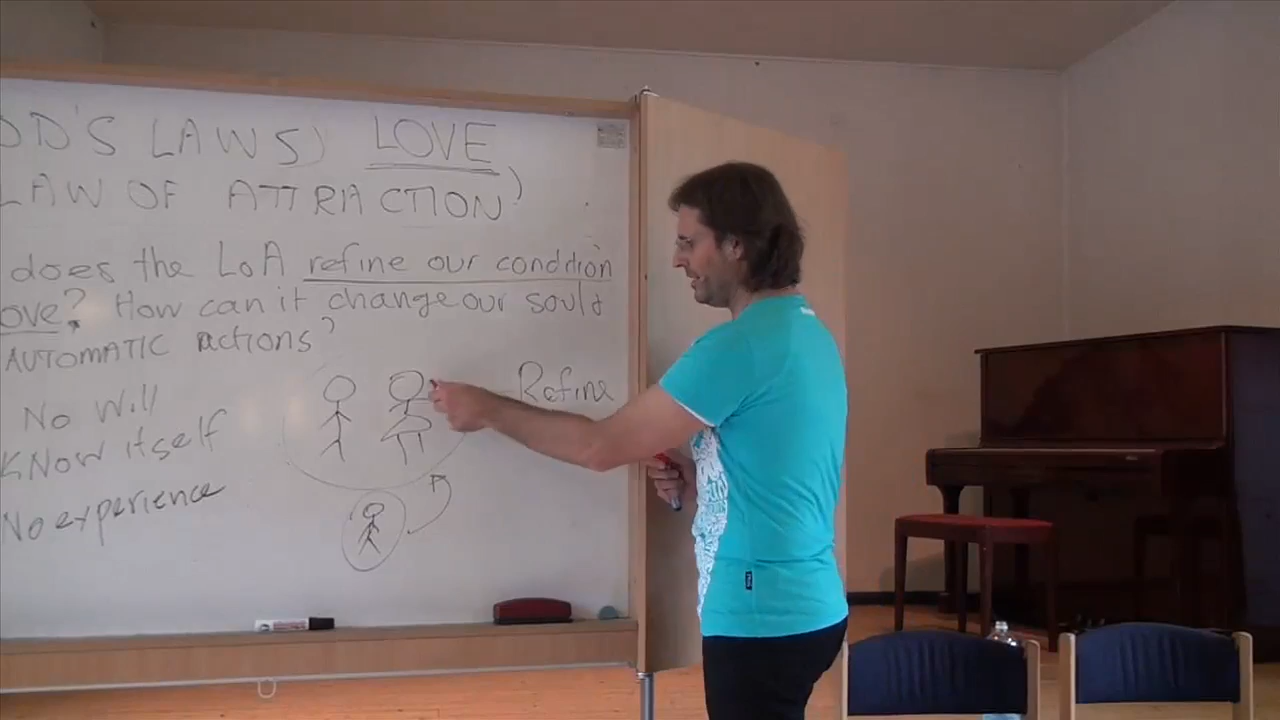 OD'S LAWS) LOVE
LAW OF ATTRACTION)
does the LoA refine our condition
ove? How can it change our soul &
AUTOMATIC actions?
Refine
No Will
KNow itself
No experience